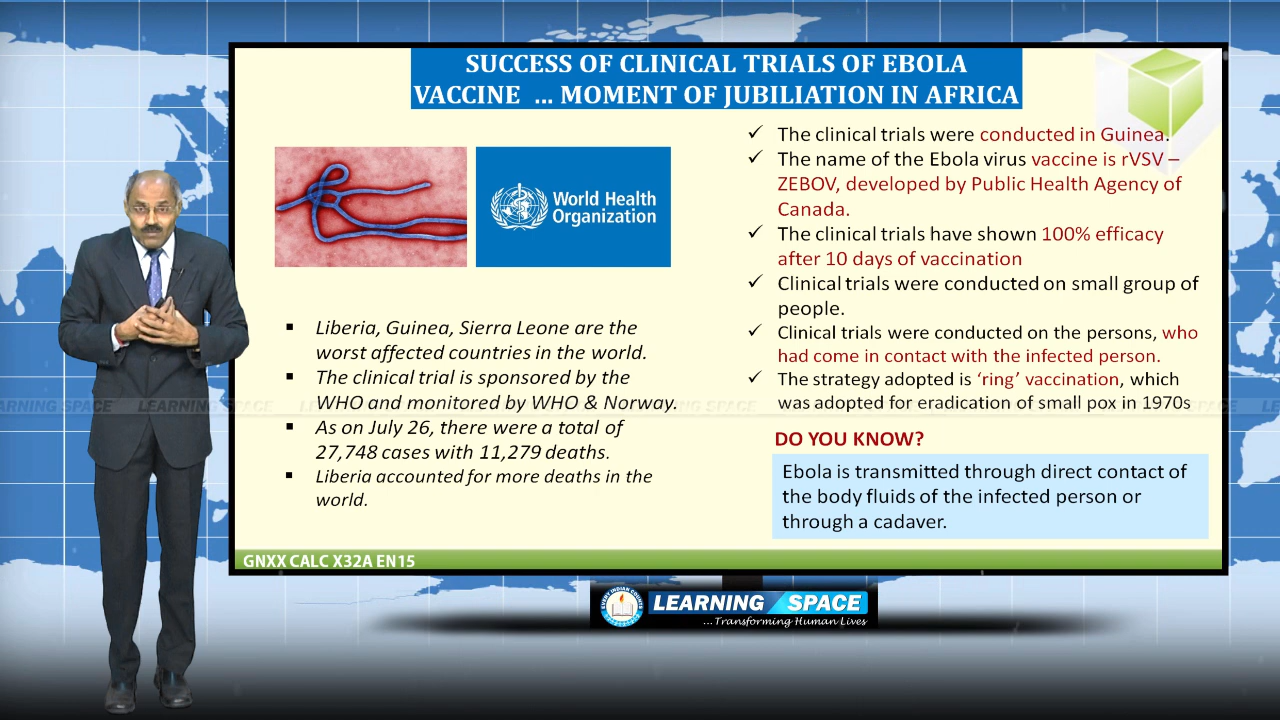 SUCCESS OF CLINICAL TRIALS OF EBOLA
VACCINE ... MOMENT OF JUBILIATION IN AFRICA
World Health
Organization
▪ Liberia, Guinea, Sierra Leone are the
worst affected countries in the world.
▪ The clinical trial is sponsored by the
WHO and monitored by WHO & Norway.
▪ As on July 26, there were a total of
27,748 cases with 11,279 deaths.
▪ Liberia accounted for more deaths in the
world.
✓ The clinical trials were conducted in Guinea.
✓ The name of the Ebola virus vaccine is rVSV –
ZEBOV, developed by Public Health Agency of
Canada.
✓ The clinical trials have shown 100% efficacy
after 10 days of vaccination
✓ Clinical trials were conducted on small group of
people.
✓ Clinical trials were conducted on the persons, who
had come in contact with the infected person.
✓ The strategy adopted is ‘ring’ vaccination, which
was adopted for eradication of small pox in 1970s
DO YOU KNOW?
Ebola is transmitted through direct contact of
the body fluids of the infected person or
through a cadaver.
GNXX CALC X32A EN15
LEARNING SPACE
LEARNING SPACE
EVERY INDIAN COUNTS
LEARNING SPACE
...Transforming Human Lives